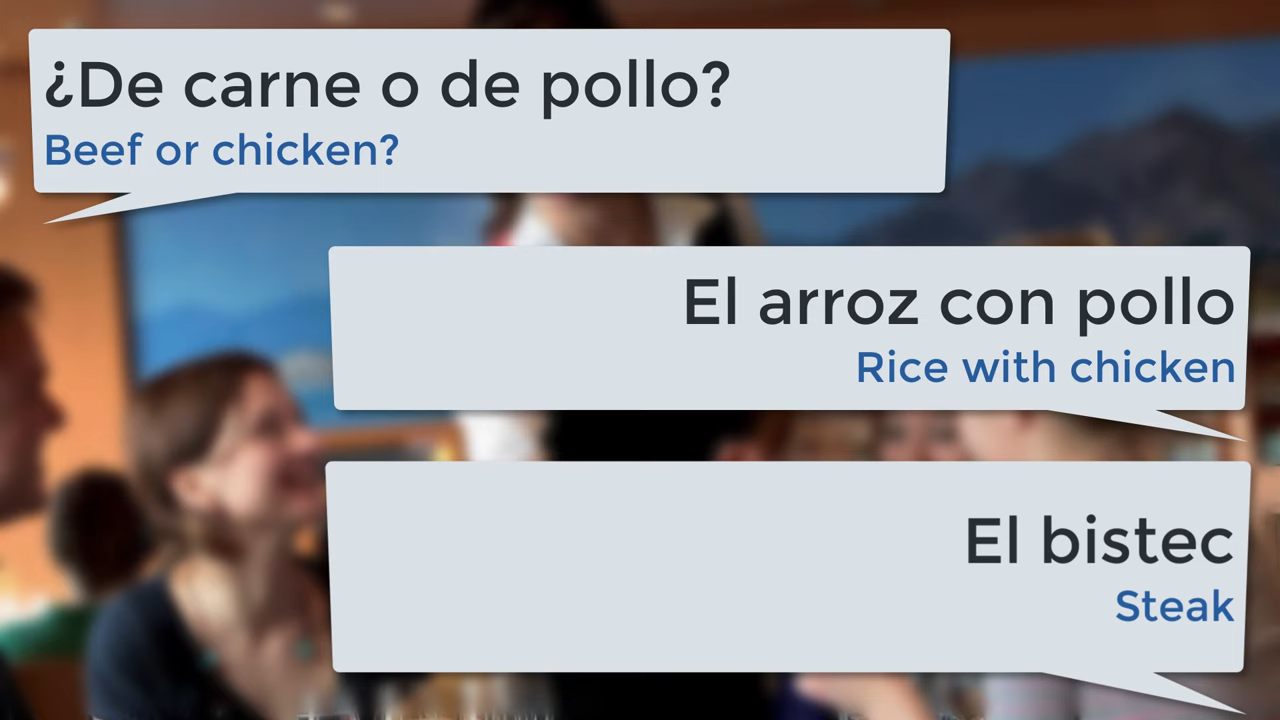 ¿De carne o de pollo?
Beef or chicken?
El arroz con pollo
Rice with chicken
El bistec
Steak